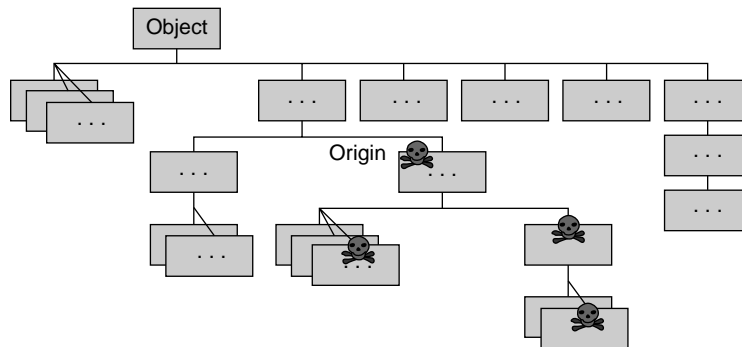 Object
. . . . . . . . . . . . . . . . . .
. . .
Origin
. . . . . .
. . .
. . . . . .
. . .